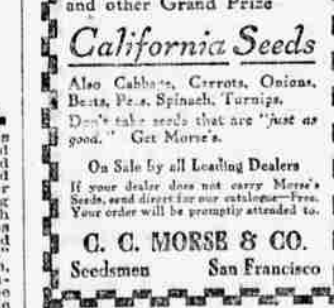 and other Grand Prize
California Seeds
Also Cabbage, Carrots, Onions,
Beets, Peas, Spinach, Turnips.
Don't take seeds that are "just as
good." Get Morse's.
On Sale by all Leading Dealers
If your dealer does not carry Morse's
Seeds, send direct for our catalogue—Free.
Your order will be promptly attended to.
C. C. MORSE & CO.
Seedsmen San Francisco